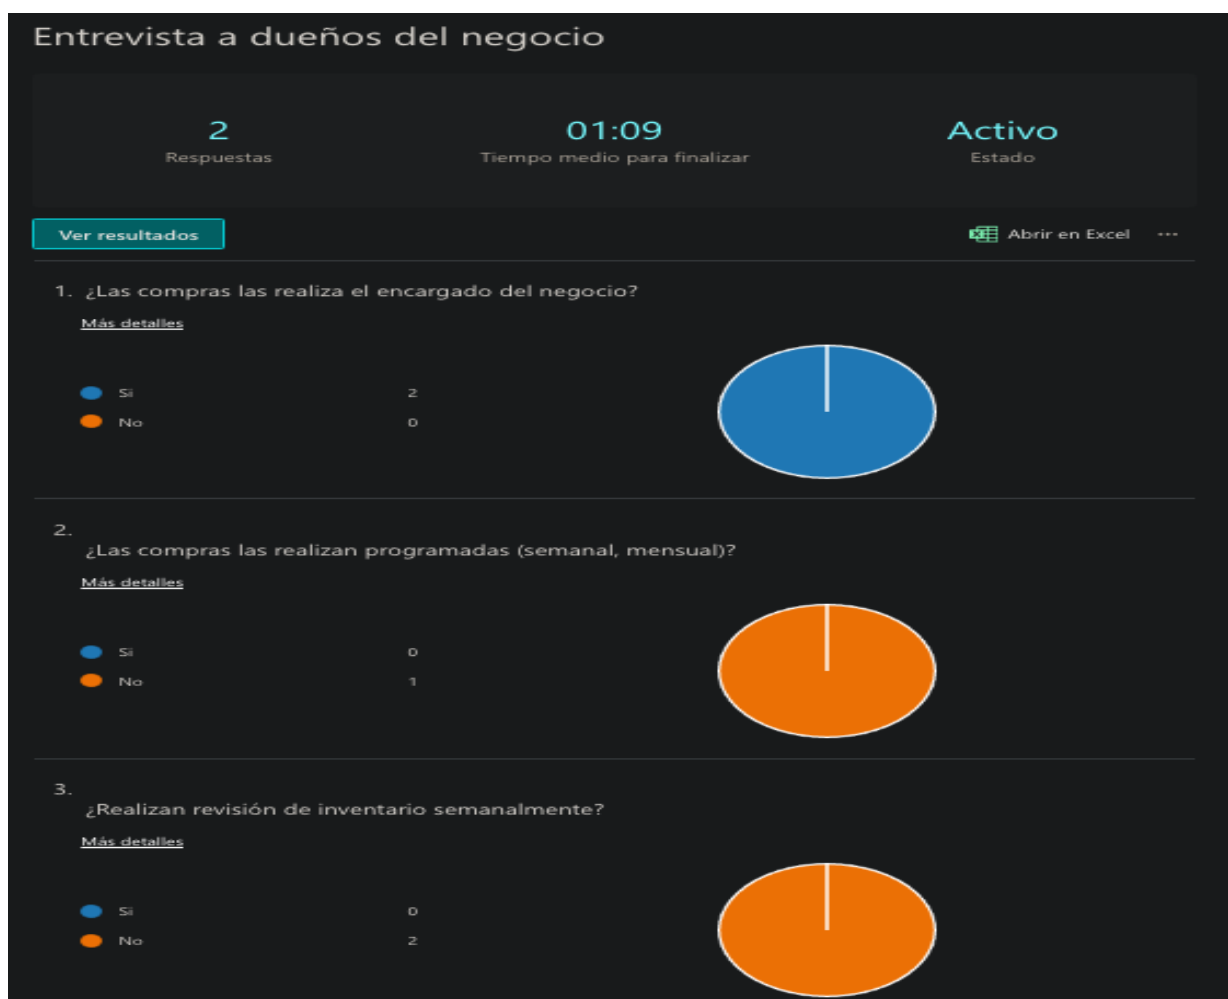 Entrevista a dueños del negocio
2
Respuestas
01:09
Tiempo medio para finalizar
Activo
Estado
Ver resultados
Abrir en Excel ...
1. ¿Las compras las realiza el encargado del negocio?
Más detalles
Si 2
No 0
2.
¿Las compras las realizan programadas (semanal, mensual)?
Más detalles
Si 0
No 1
3.
¿Realizan revisión de inventario semanalmente?
Más detalles
Si 0
No 2